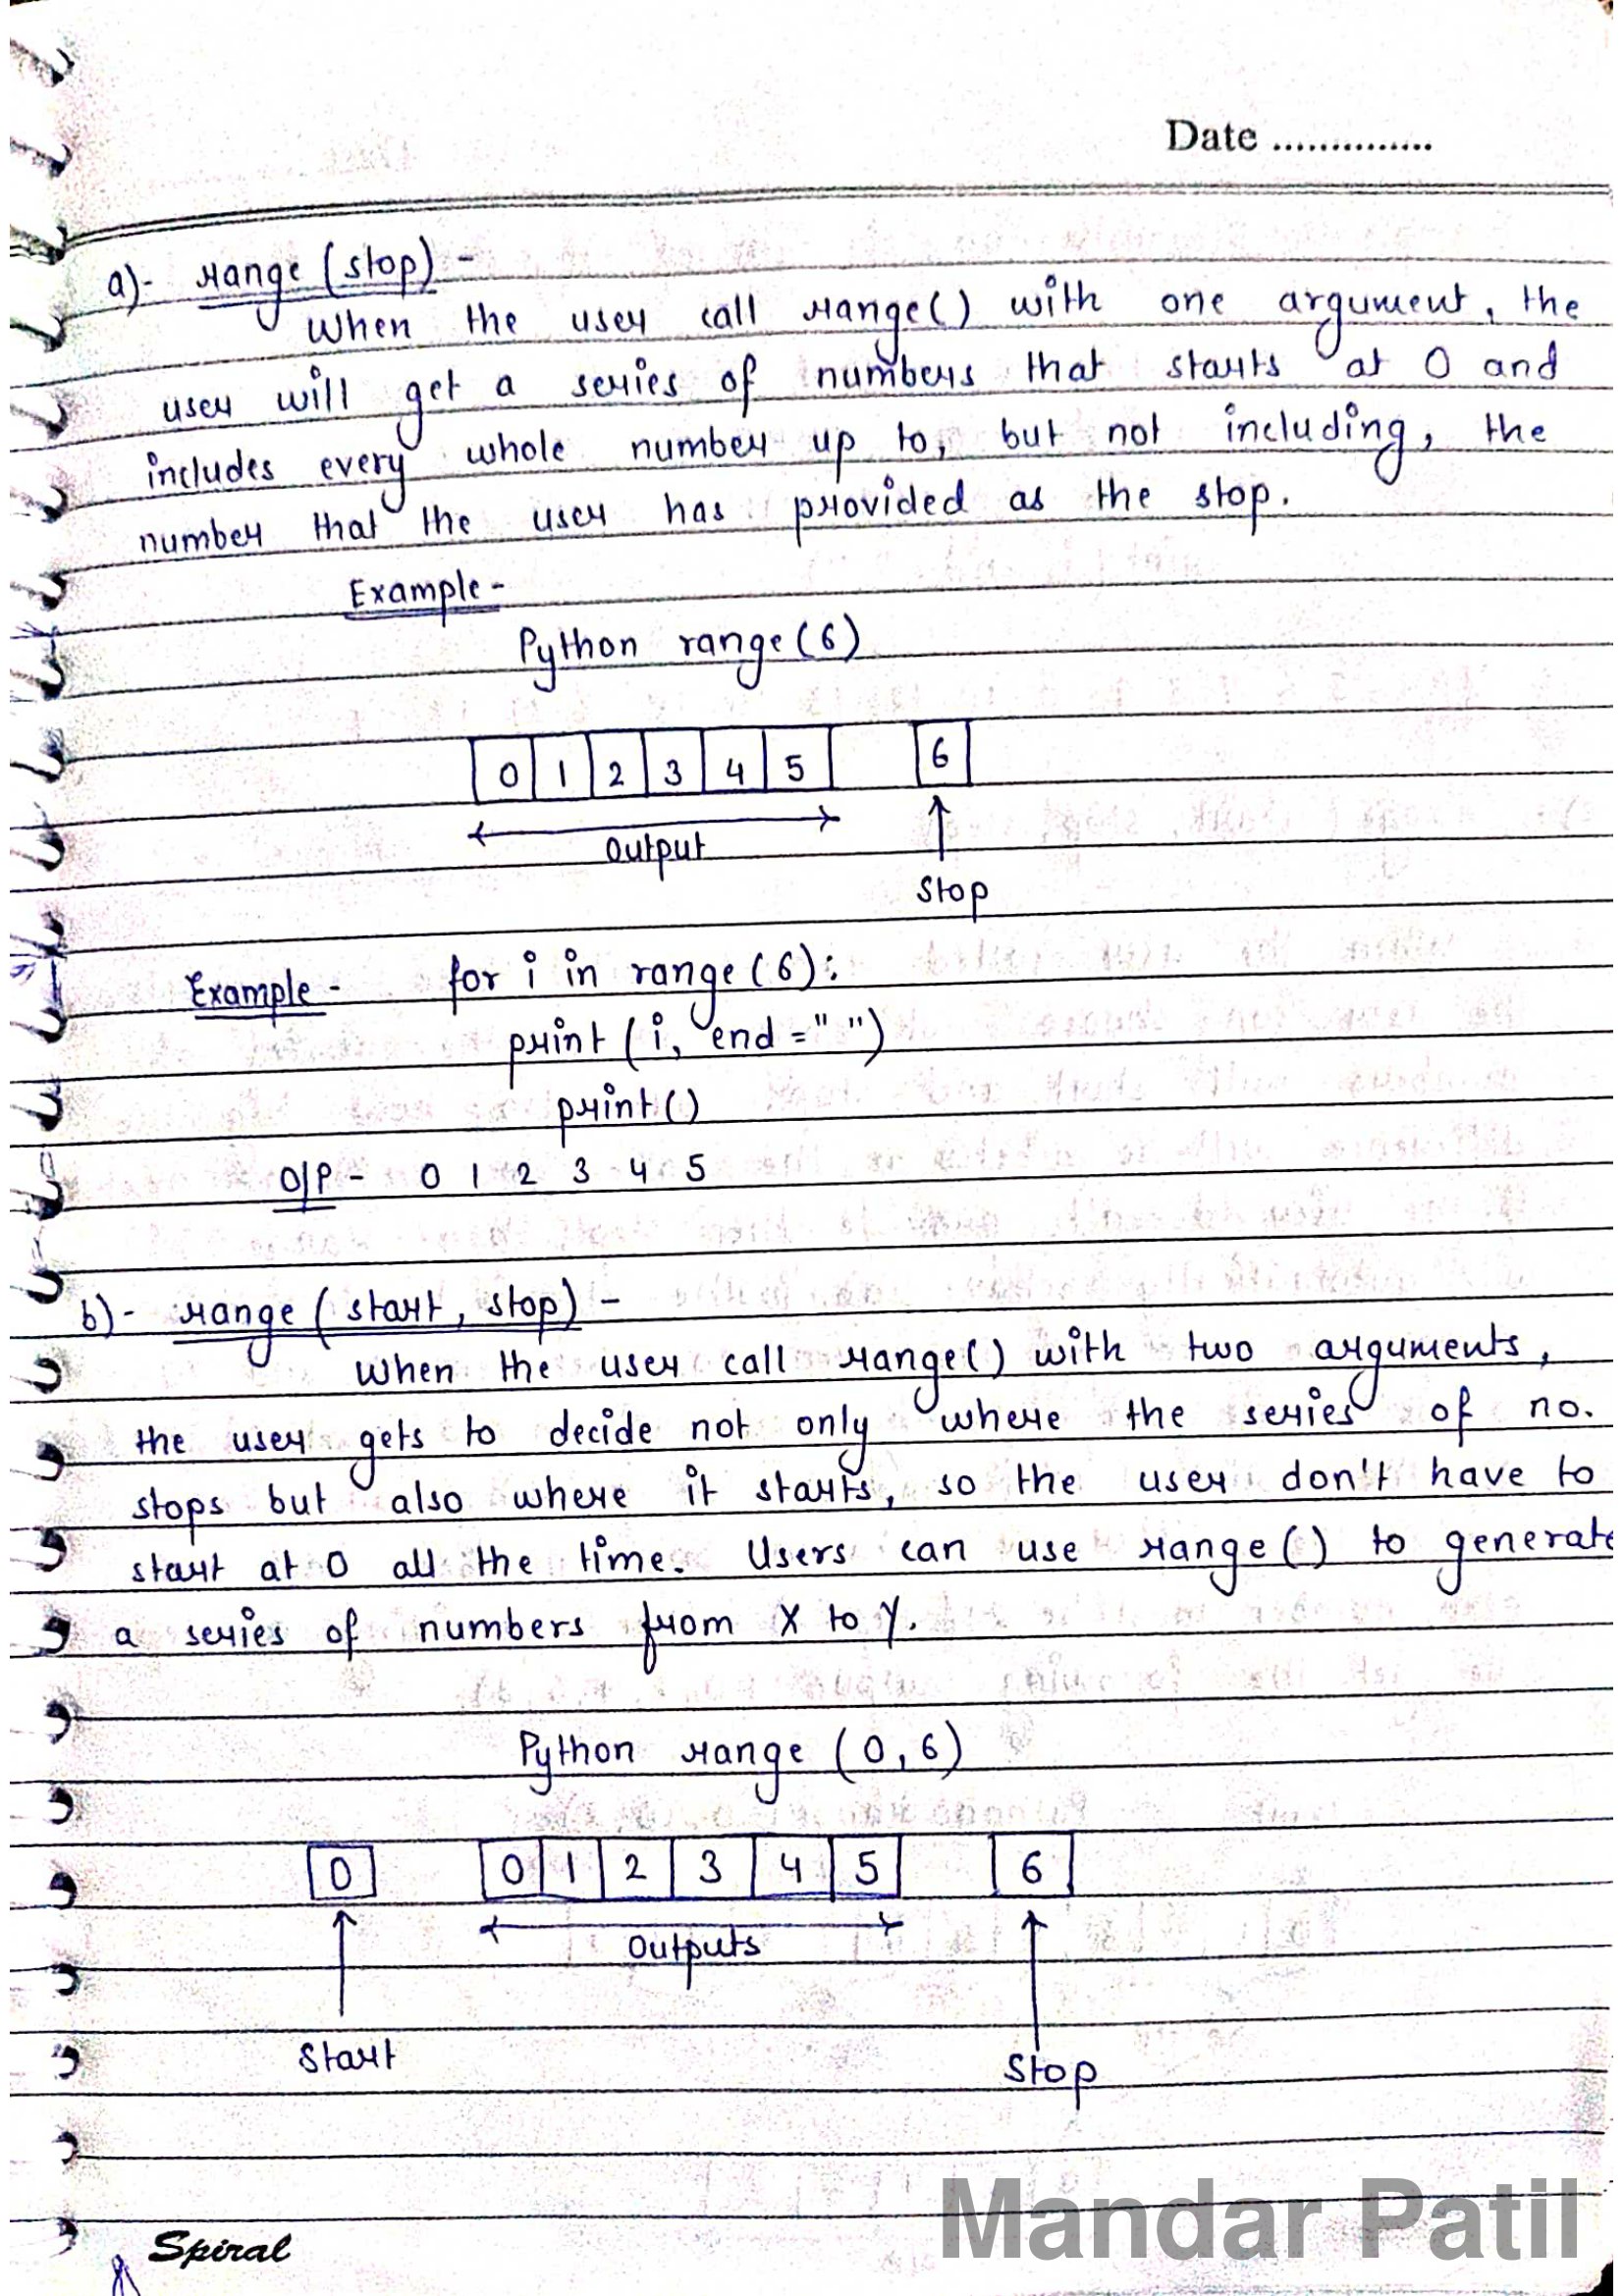 Date ..............
a)- range (stop) -
When the user call range() with one argument, the
user will get a series of numbers that starts at 0 and
includes every whole number up to, but not including, the
number that the user has provided as the stop.
Example -
Python range(6)
0 1 2 3 4 5 6
Output
Stop
Example - for i in range(6):
print (i, end = " ")
print()
O/P - 0 1 2 3 4 5
b)- range ( start, stop) -
When the user call range() with two arguments,
the user gets to decide not only where the series of no.
stops but also where it starts, so the user don't have to
start at 0 all the time. Users can use range() to generate
a series of numbers from X to Y.
Python range (0,6)
0 0 1 2 3 4 5 6
Outputs
Start
Stop
Mandar Patil
Spiral